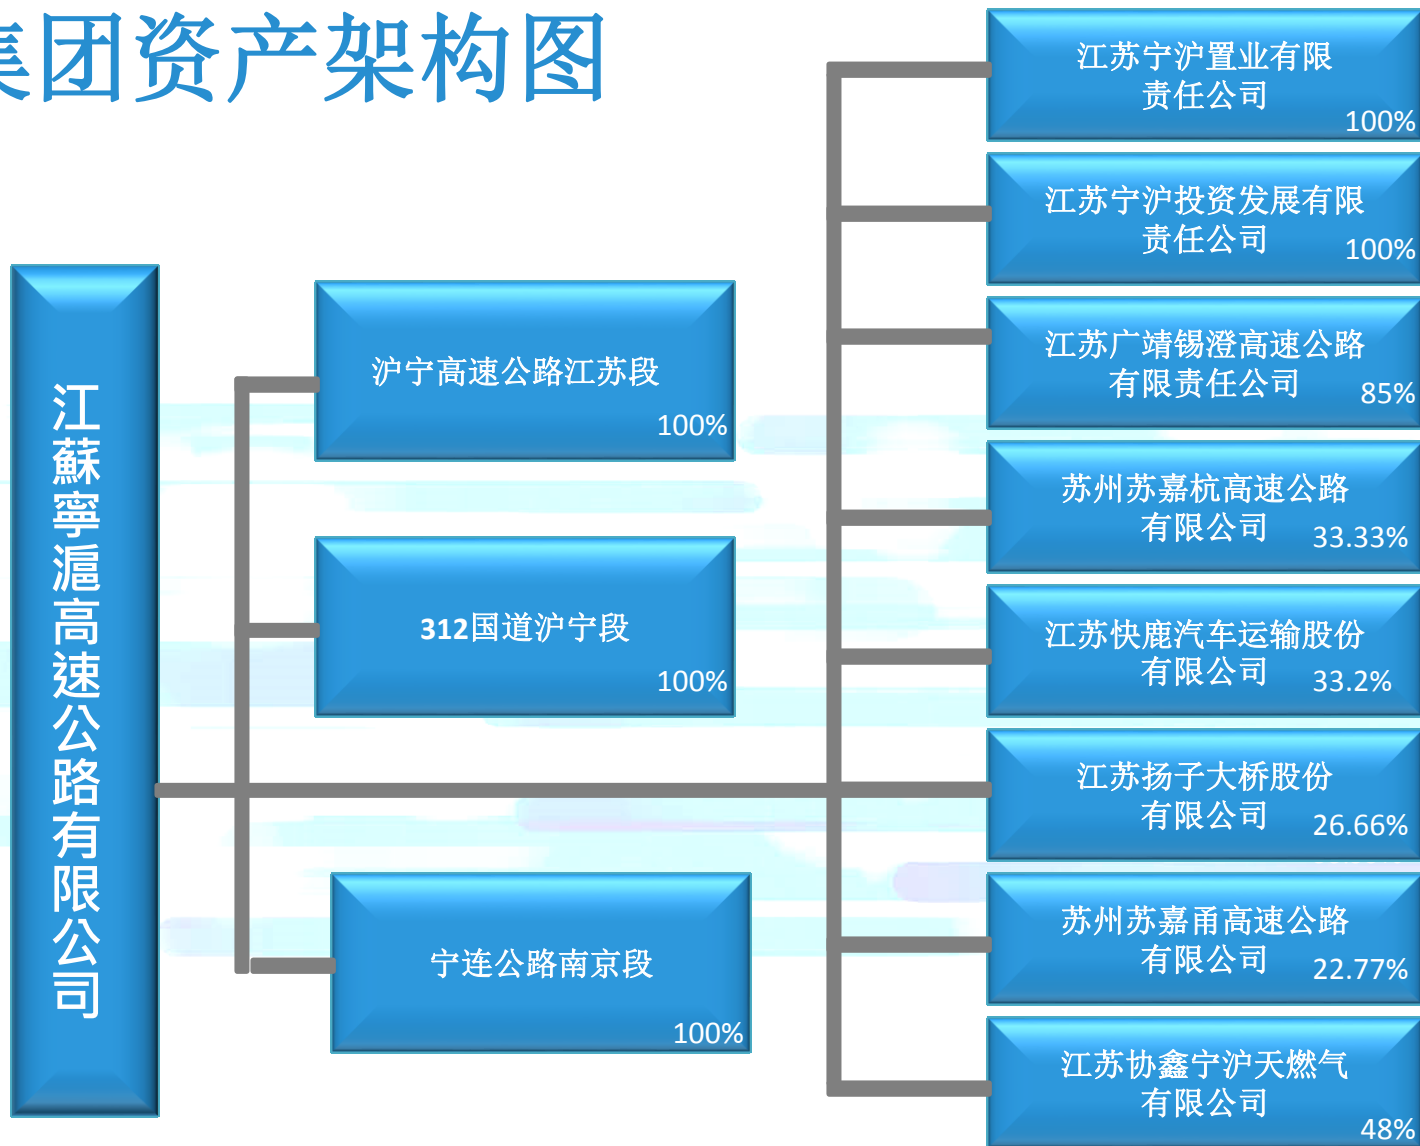 集团资产架构图
江蘇寧滬高速公路有限公司
沪宁高速公路江苏段
100%
312国道沪宁段
100%
宁连公路南京段
100%
江苏宁沪置业有限
责任公司
100%
江苏宁沪投资发展有限
责任公司
100%
江苏广靖锡澄高速公路
有限责任公司
85%
苏州苏嘉杭高速公路
有限公司
33.33%
江苏快鹿汽车运输股份
有限公司
33.2%
江苏扬子大桥股份
有限公司
26.66%
苏州苏嘉甬高速公路
有限公司
22.77%
江苏协鑫宁沪天燃气
有限公司
48%